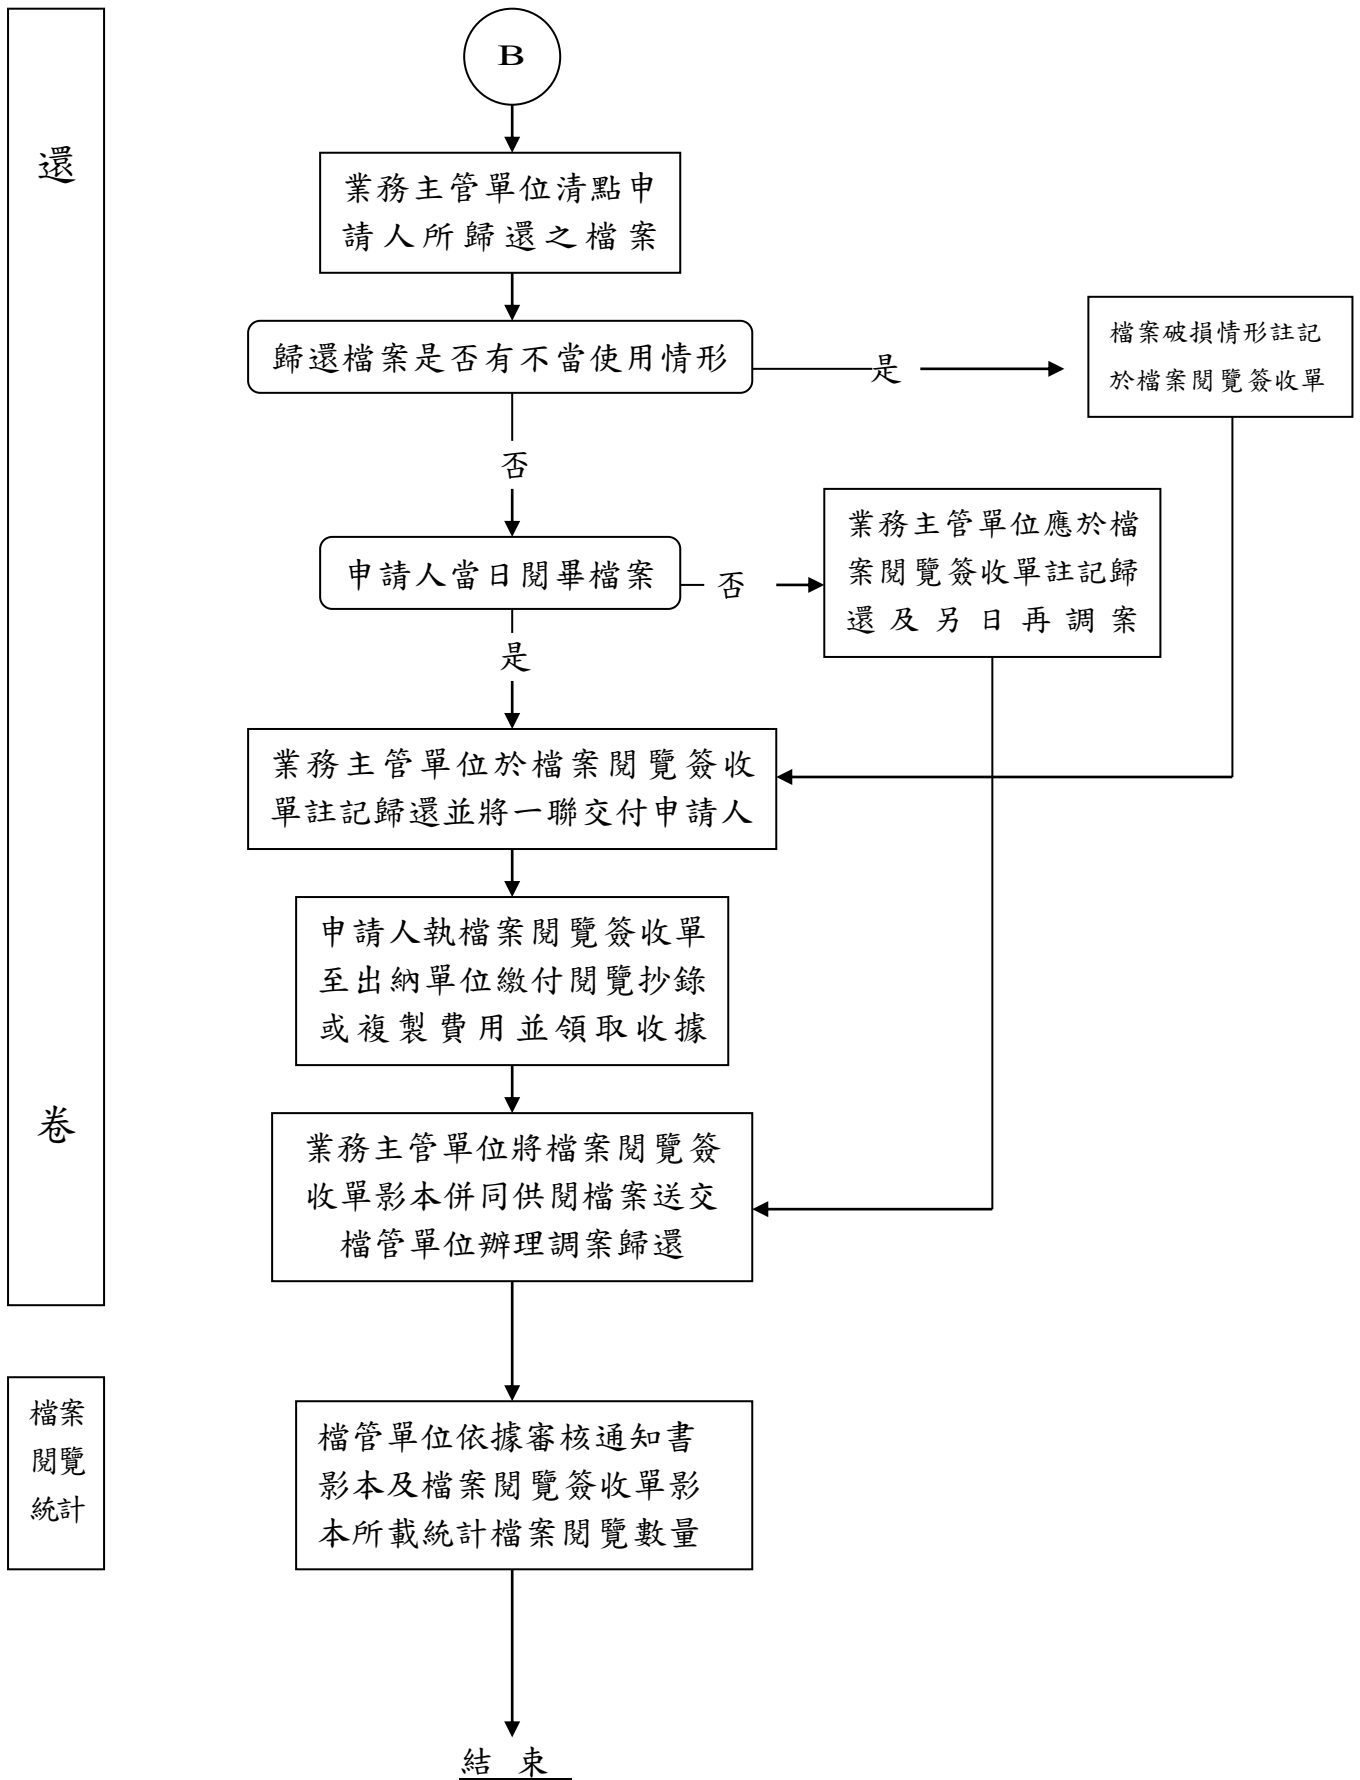 B
還
業務主管單位清點申
請人所歸還之檔案
歸還檔案是否有不當使用情形
是
檔案破損情形註記
於檔案閱覽簽收單
否
申請人當日閱畢檔案
否
業務主管單位應於檔
案閱覽簽收單註記歸
還及另日再調案
是
業務主管單位於檔案閱覽簽收
單註記歸還並將一聯交付申請人
申請人執檔案閱覽簽收單
至出納單位繳付閱覽抄錄
或複製費用並領取收據
卷
業務主管單位將檔案閱覽簽
收單影本併同供閱檔案送交
檔管單位辦理調案歸還
檔案
閱覽
統計
檔管單位依據審核通知書
影本及檔案閱覽簽收單影
本所載統計檔案閱覽數量
結 束